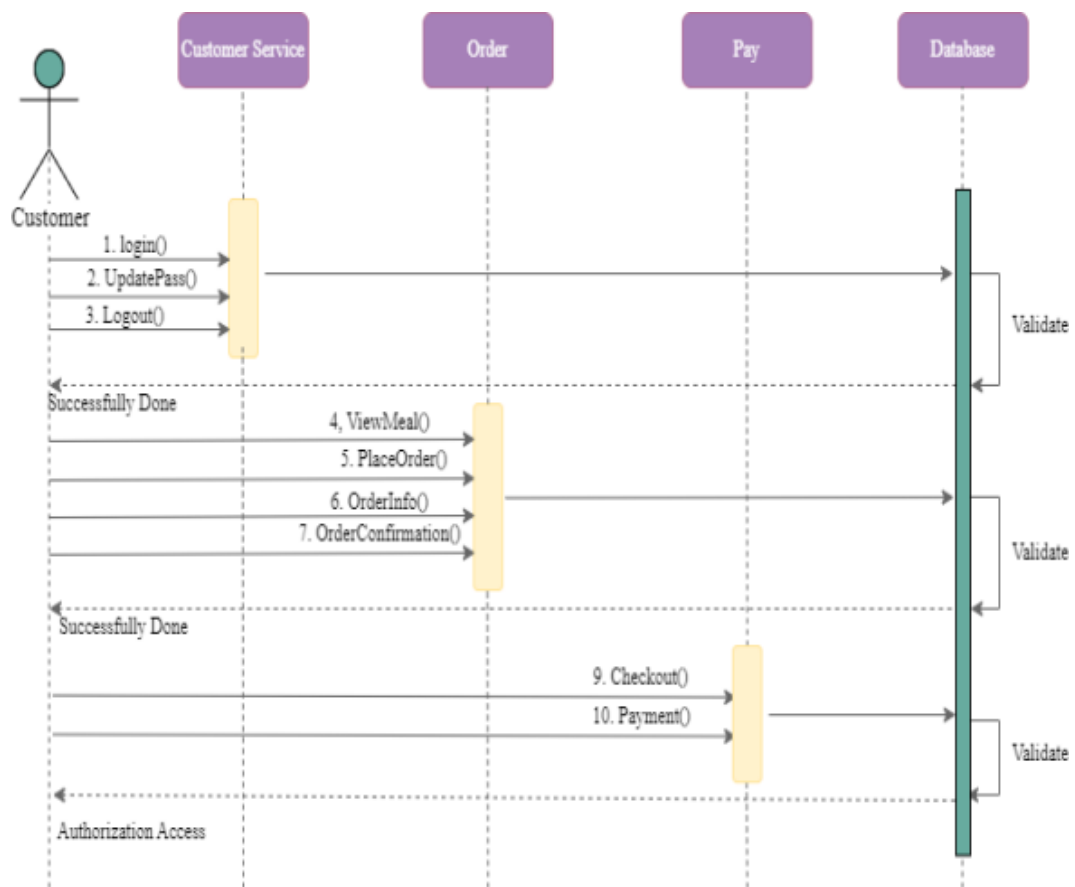 Customer Service
Order
Pay
Database
Customer
1. login()
2. UpdatePass()
3. Logout()
Validate
Successfully Done
4, ViewMeal()
5. PlaceOrder()
6. OrderInfo()
7. OrderConfirmation()
Validate
Successfully Done
9. Checkout()
10. Payment()
Validate
Authorization Access